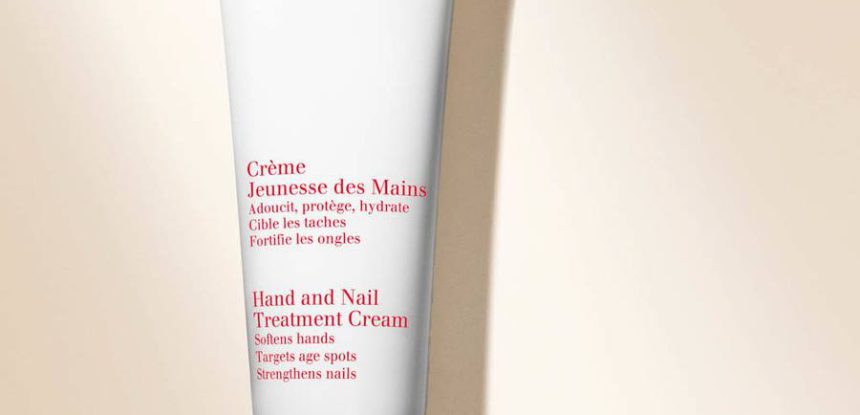 Crème
Jeunesse des Mains
Adoucit, protège, hydrate
Cible les taches
Fortifie les ongles
Hand and Nail
Treatment Cream
Softens hands
Targets age spots
Strengthens nails